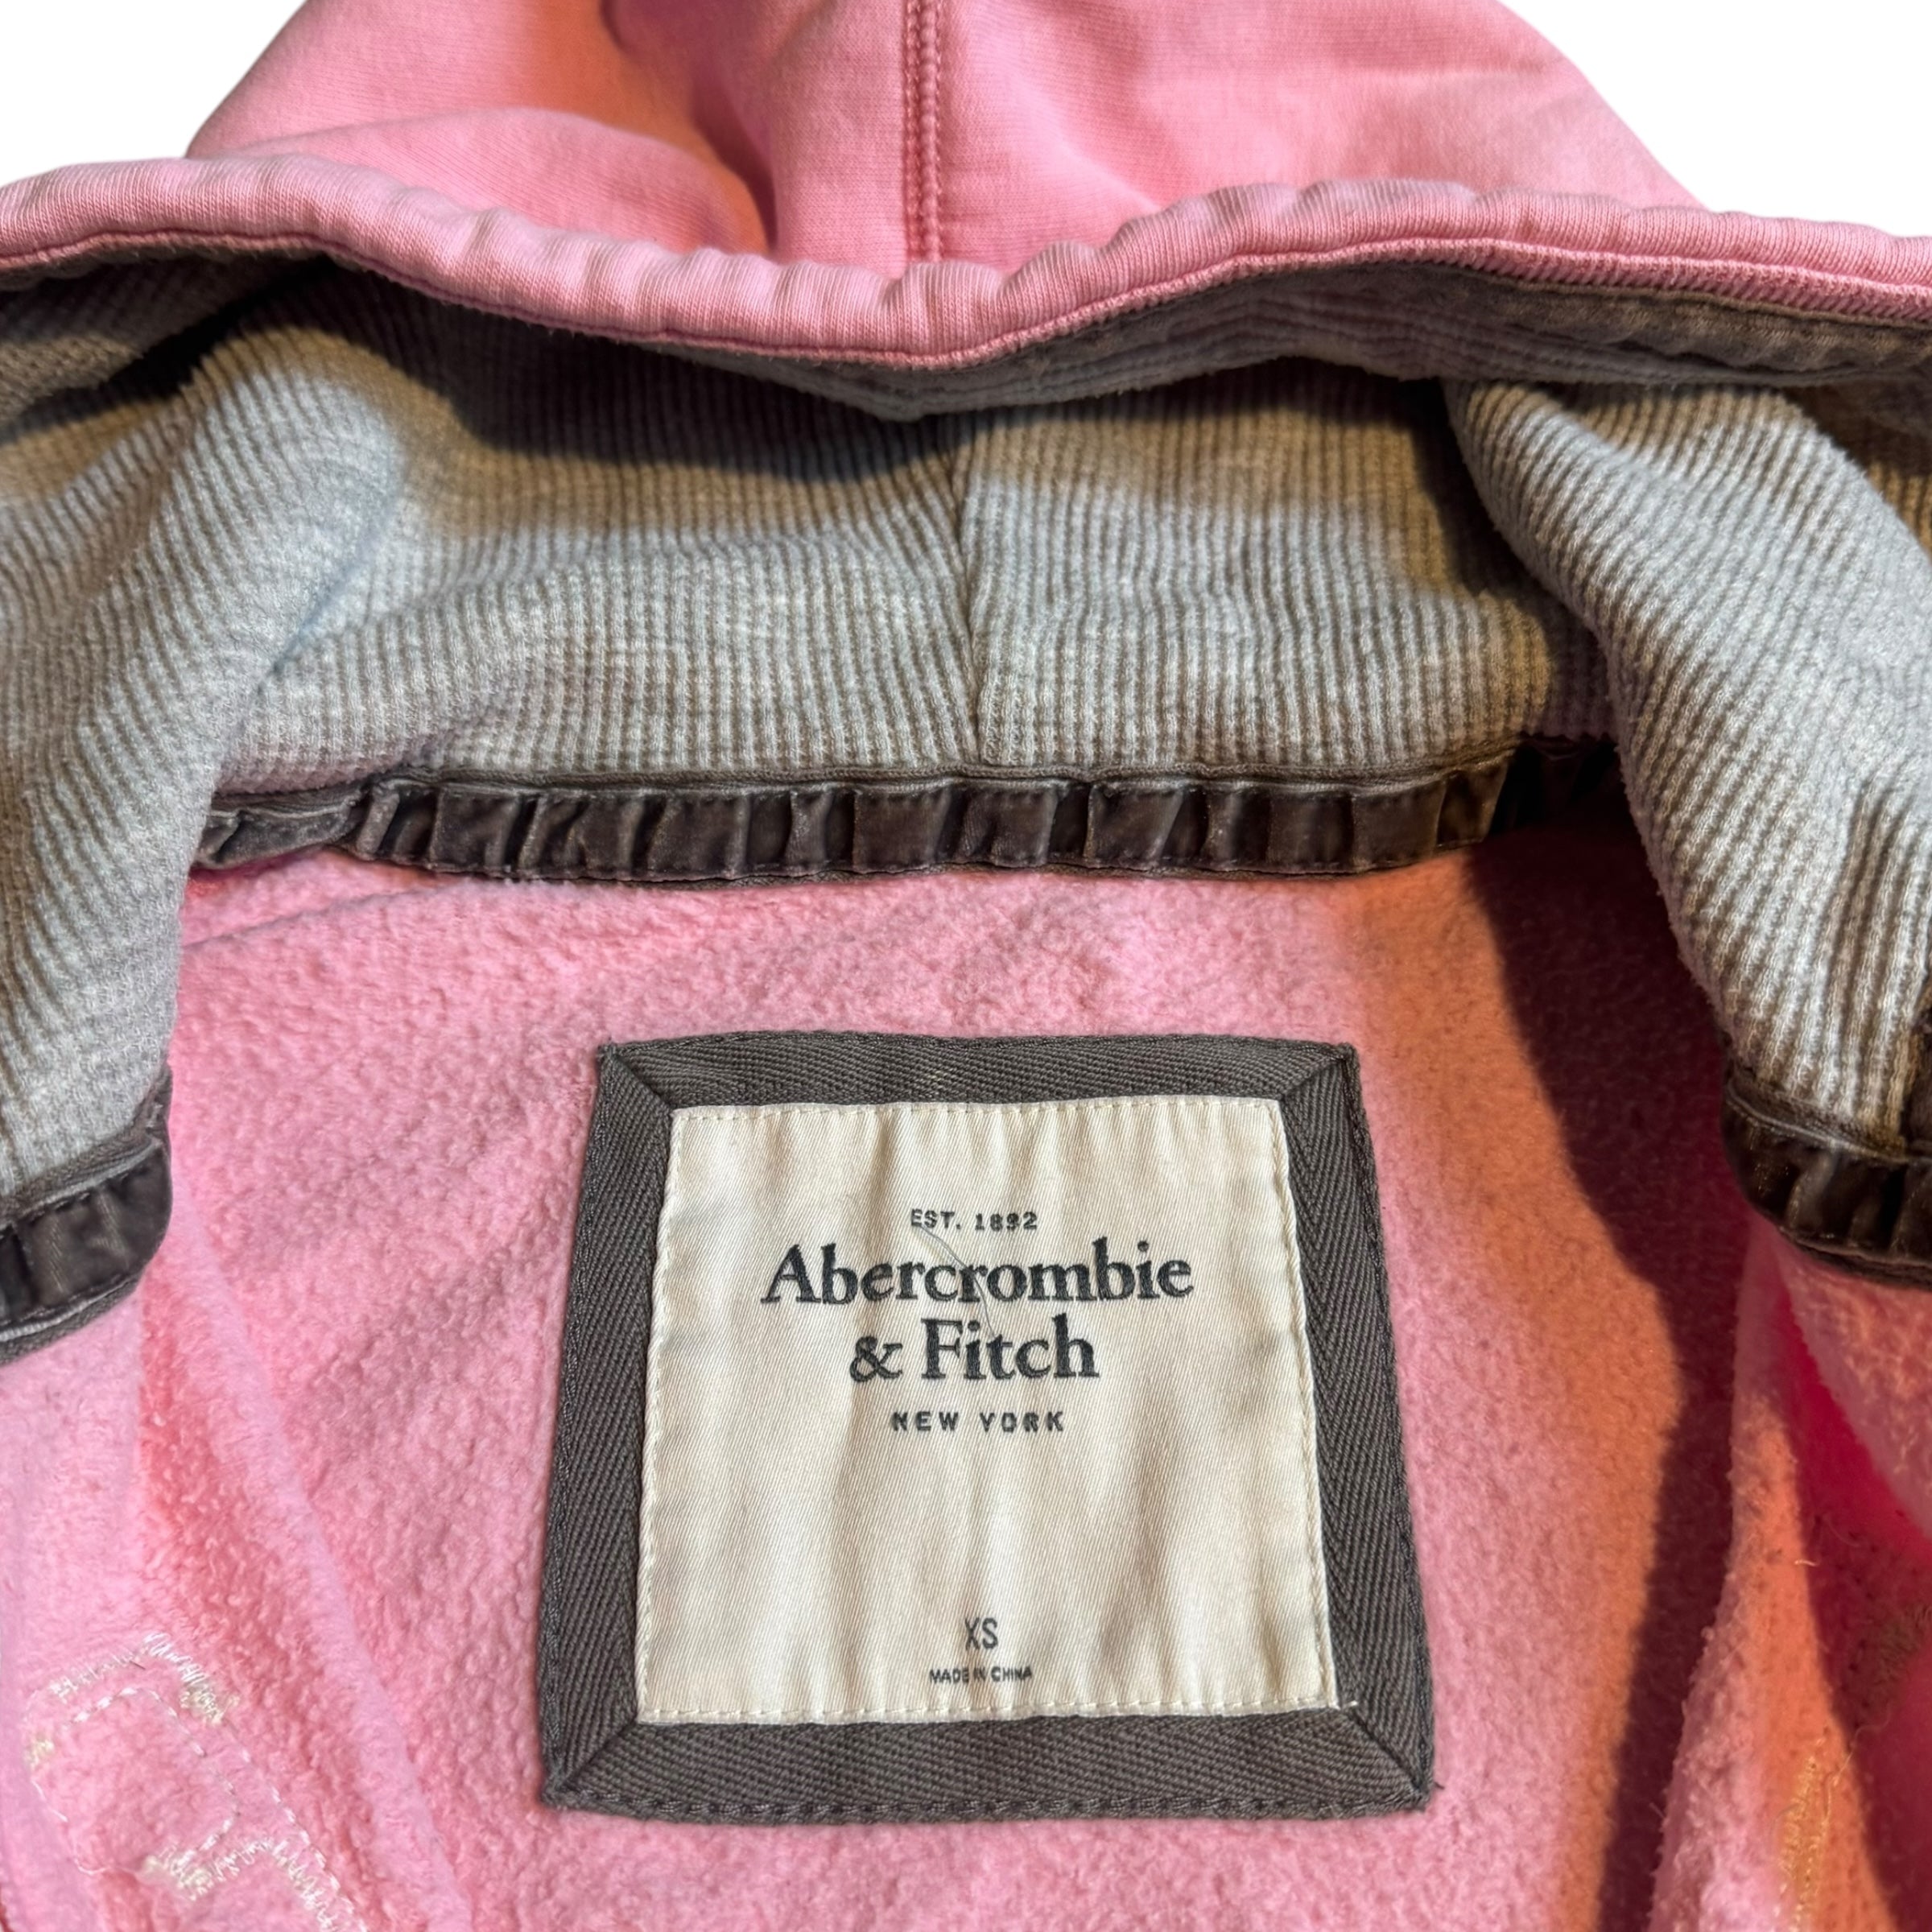 EST. 1892
Abercrombie
& Fitch
NEW YORK
XS
MADE IN CHINA